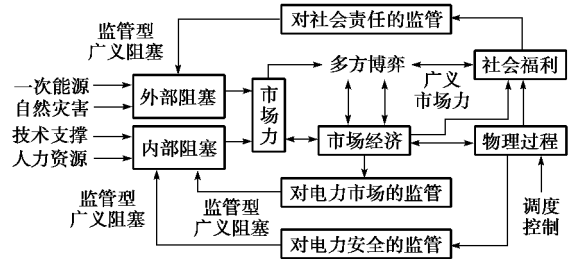 对社会责任的监管
监管型
广义阻塞
多方博弈
社会福利
一次能源
自然灾害
外部阻塞
市场力
广义
市场力
技术支撑
人力资源
内部阻塞
市场经济
物理过程
监管型
广义阻塞
监管型
广义阻塞
对电力市场的监管
调度
控制
对电力安全的监管